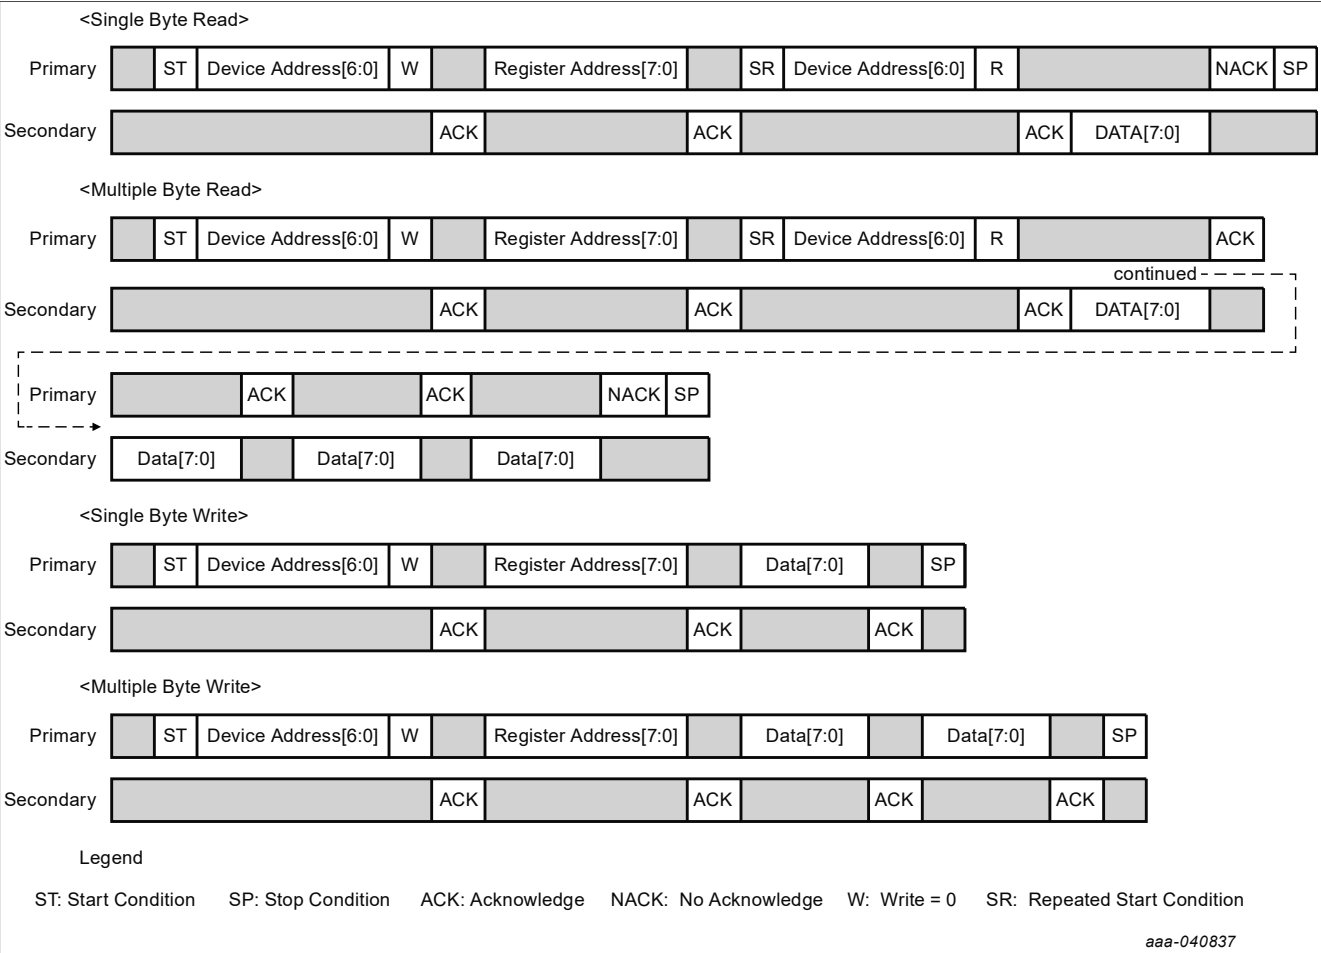 <Single Byte Read>
Primary ST Device Address[6:0] W Register Address[7:0] SR Device Address[6:0] R NACK SP
Secondary ACK ACK ACK DATA[7:0]
<Multiple Byte Read>
Primary ST Device Address[6:0] W Register Address[7:0] SR Device Address[6:0] R ACK
continued
Secondary ACK ACK ACK DATA[7:0]
Primary ACK ACK NACK SP
Secondary Data[7:0] Data[7:0] Data[7:0]
<Single Byte Write>
Primary ST Device Address[6:0] W Register Address[7:0] Data[7:0] SP
Secondary ACK ACK ACK
<Multiple Byte Write>
Primary ST Device Address[6:0] W Register Address[7:0] Data[7:0] Data[7:0] SP
Secondary ACK ACK ACK ACK
Legend
ST: Start Condition SP: Stop Condition ACK: Acknowledge NACK: No Acknowledge W: Write = 0 SR: Repeated Start Condition
aaa-040837